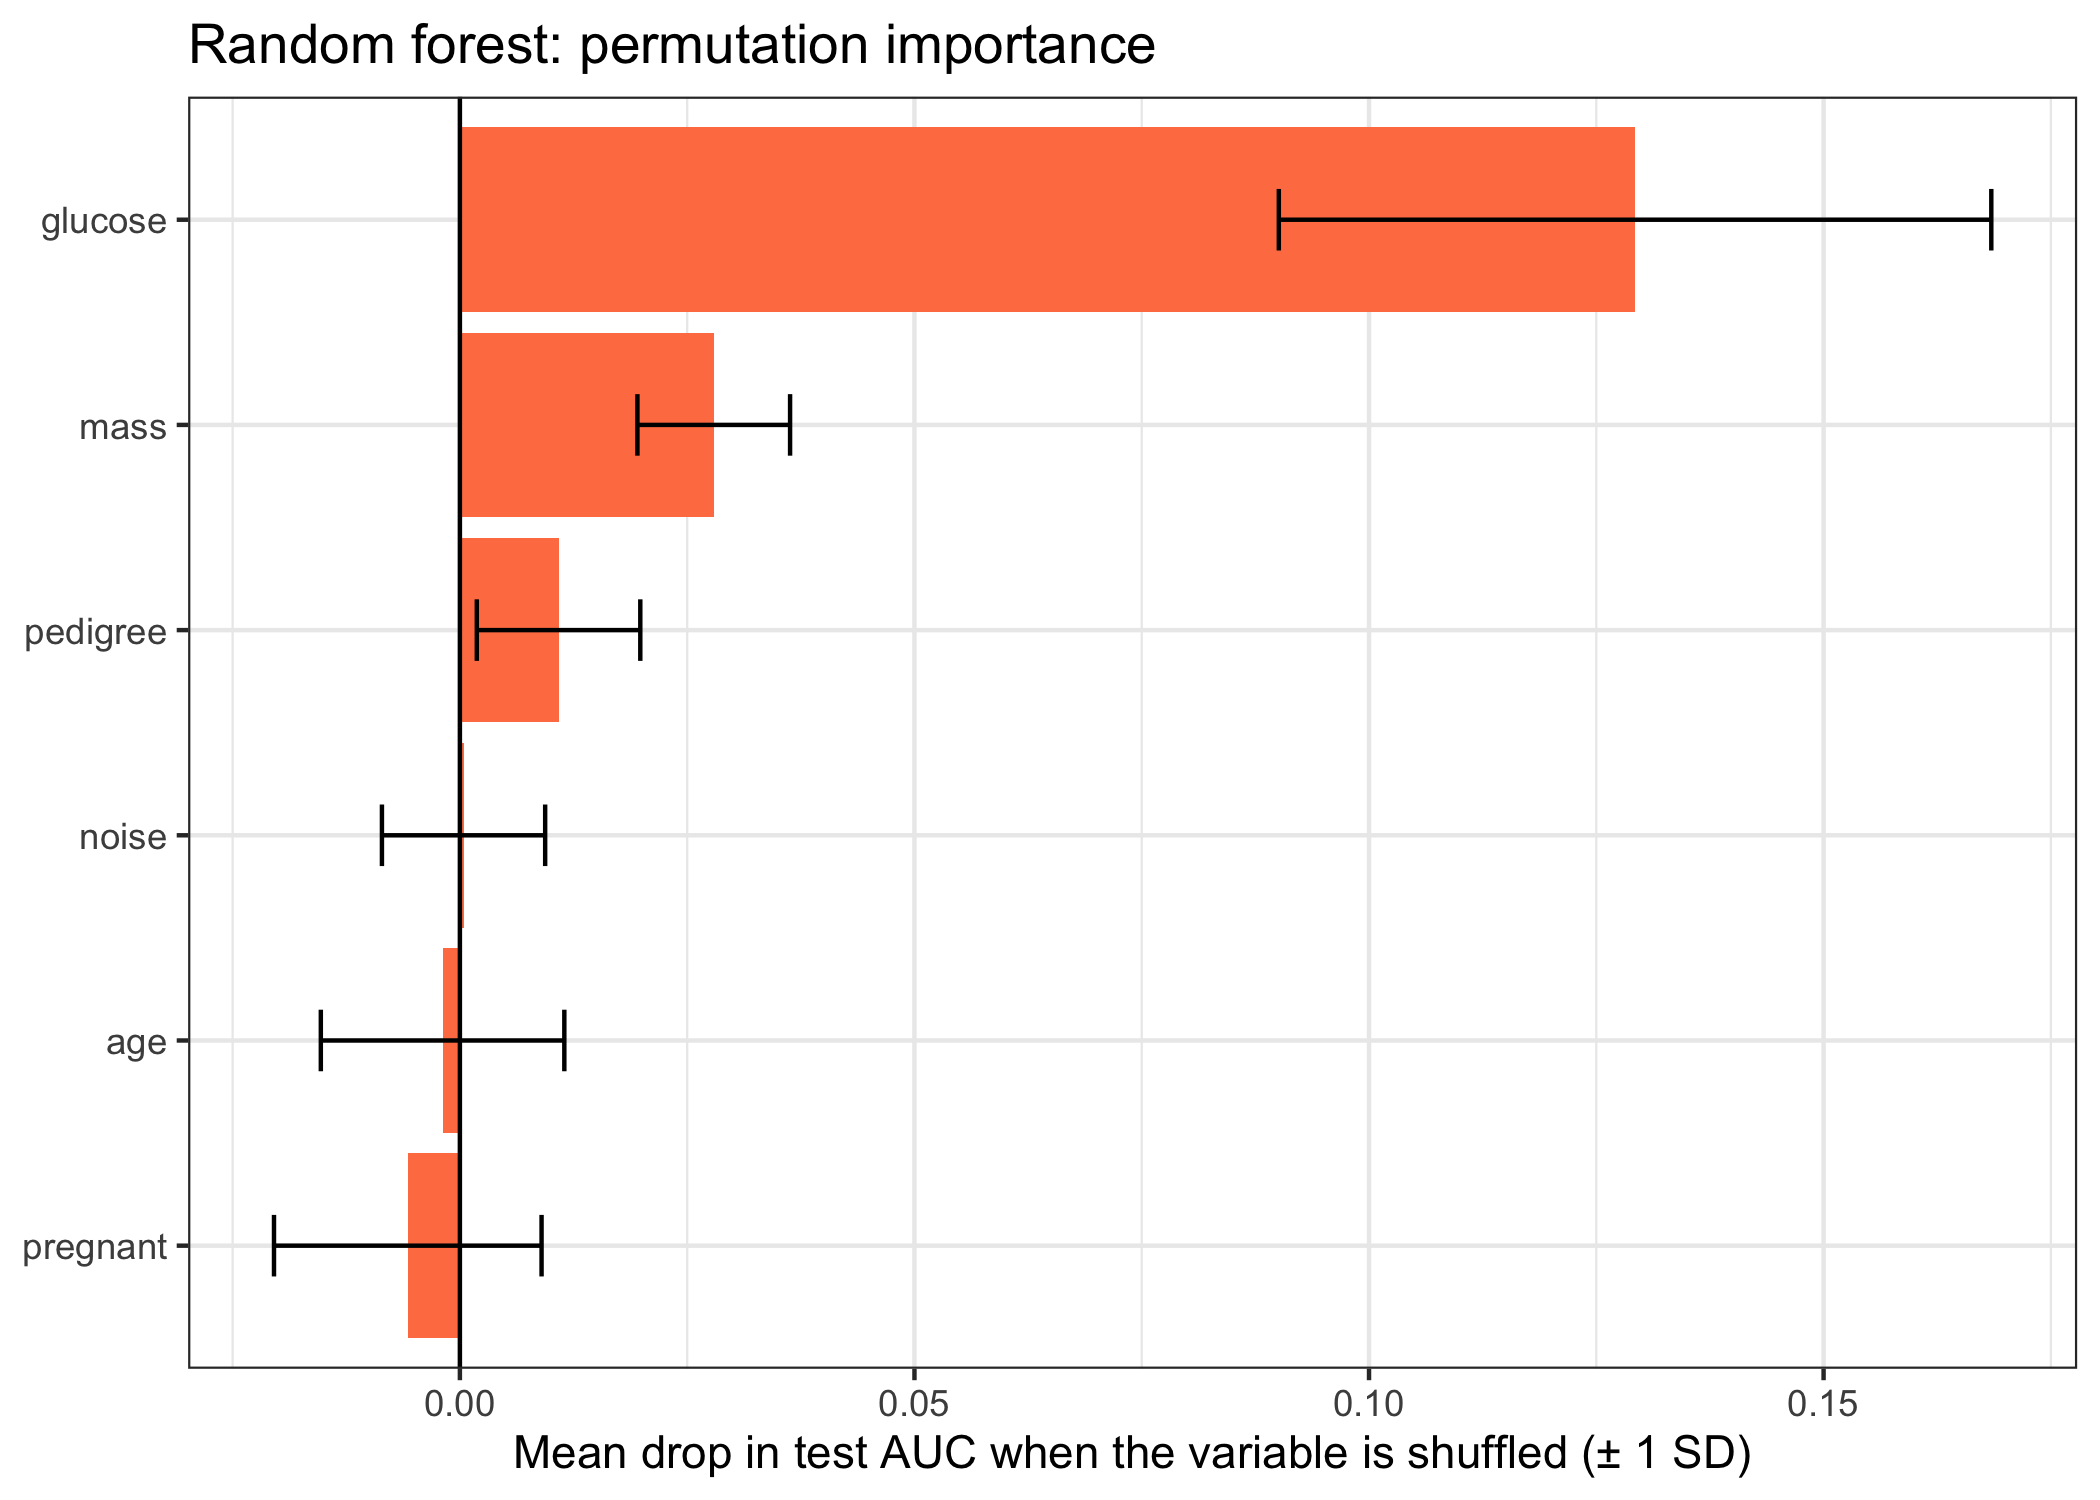 Random forest: permutation importance
glucose
mass
pedigree
noise
age
pregnant
0.00 0.05 0.10 0.15
Mean drop in test AUC when the variable is shuffled (± 1 SD)